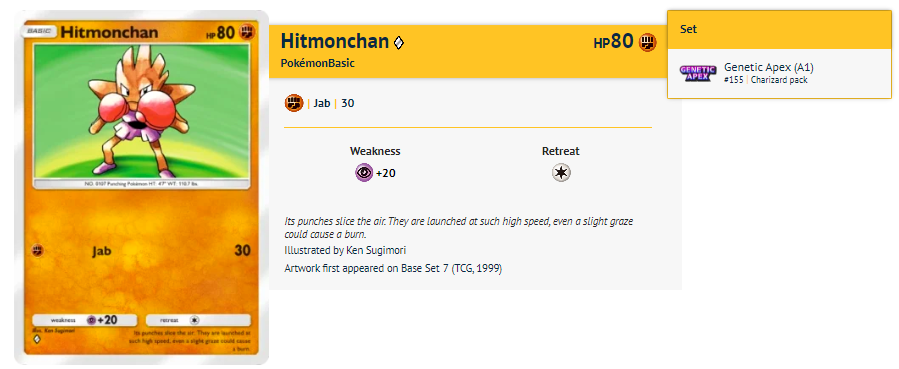 BASIC Hitmonchan HP 80
NO. 0107 Punching Pokémon HT: 4'7" WT: 110.7 lbs.
Jab 30
weakness +20 retreat
Illus. Ken Sugimori
Its punches slice the air. They are launched at
such high speed, even a slight graze could cause
a burn.
Hitmonchan HP80
PokémonBasic
| Jab | 30
Weakness Retreat
+20
Its punches slice the air. They are launched at such high speed, even a slight graze
could cause a burn.
Illustrated by Ken Sugimori
Artwork first appeared on Base Set 7 (TCG, 1999)
Set
GENETIC
APEX
Genetic Apex (A1)
#155 | Charizard pack